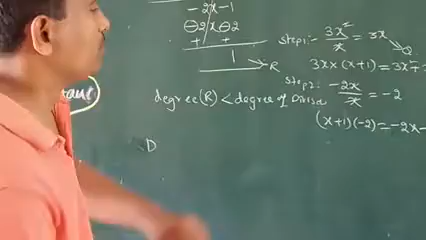 -2x-1
⊖2x⊖2
+ +
1 → R
step1:- 3x²/x = 3x → Q
3x×(x+1)=3x²+
step2: -2x/x = -2
(x+1)(-2)=-2x-
degree(R) < degree of Divisor
D